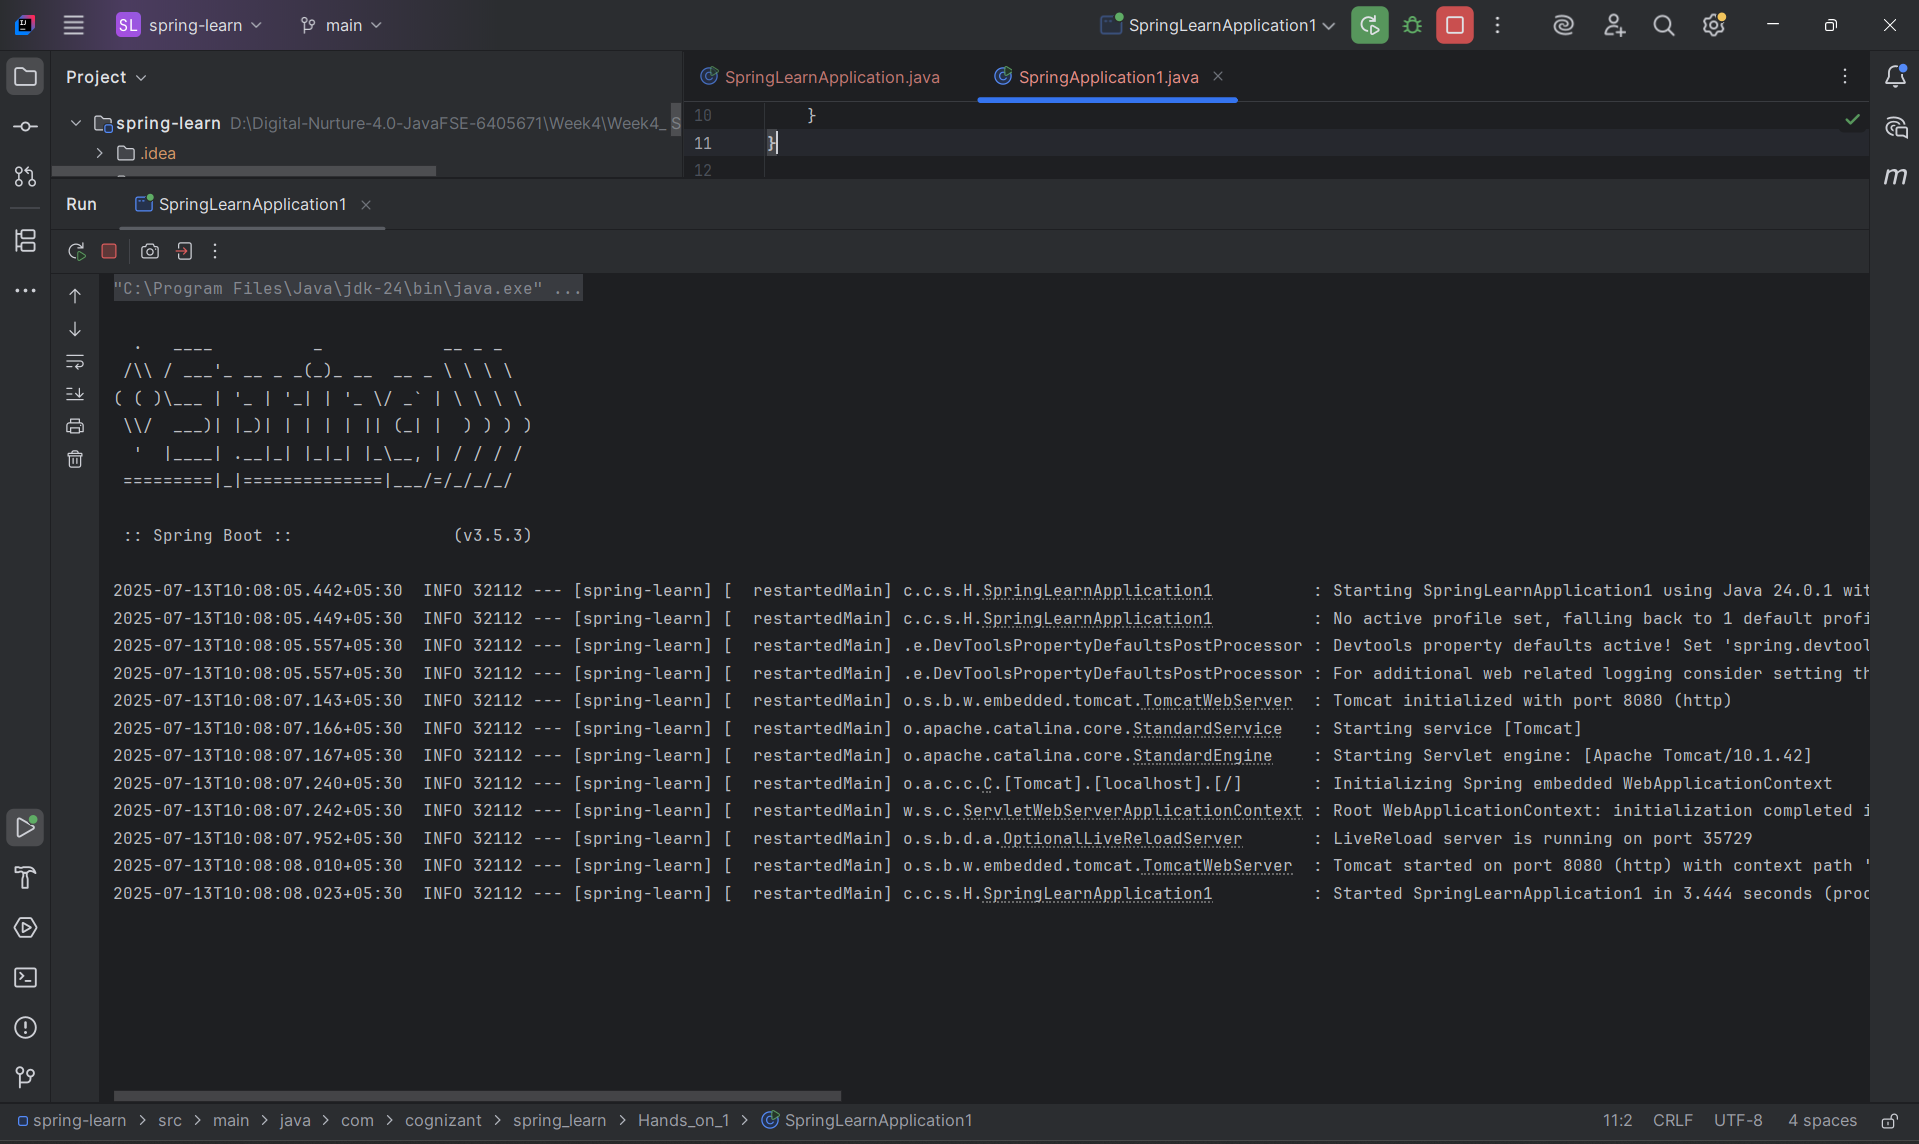 SL spring-learn main SpringLearnApplication1
Project SpringLearnApplication.java SpringApplication1.java
spring-learn D:\Digital-Nurture-4.0-JavaFSE-6405671\Week4\Week4_S
.idea
10 }
11 }
12
Run SpringLearnApplication1
"C:\Program Files\Java\jdk-24\bin\java.exe" ...
  .   ____          _            __ _ _
 /\\ / ___'_ __ _ _(_)_ __  __ _ \ \ \ \
( ( )\___ | '_ | '_| | '_ \/ _` | \ \ \ \
 \\/  ___)| |_)| | | | | || (_| |  ) ) ) )
  '  |____| .__|_| |_|_| |_\__, | / / / /
 =========|_|==============|___/=/_/_/_/
 :: Spring Boot ::                (v3.5.3)
2025-07-13T10:08:05.442+05:30  INFO 32112 --- [spring-learn] [  restartedMain] c.c.s.H.SpringLearnApplication1          : Starting SpringLearnApplication1 using Java 24.0.1 wit
2025-07-13T10:08:05.449+05:30  INFO 32112 --- [spring-learn] [  restartedMain] c.c.s.H.SpringLearnApplication1          : No active profile set, falling back to 1 default profi
2025-07-13T10:08:05.557+05:30  INFO 32112 --- [spring-learn] [  restartedMain] .e.DevToolsPropertyDefaultsPostProcessor : Devtools property defaults active! Set 'spring.devtool
2025-07-13T10:08:05.557+05:30  INFO 32112 --- [spring-learn] [  restartedMain] .e.DevToolsPropertyDefaultsPostProcessor : For additional web related logging consider setting th
2025-07-13T10:08:07.143+05:30  INFO 32112 --- [spring-learn] [  restartedMain] o.s.b.w.embedded.tomcat.TomcatWebServer  : Tomcat initialized with port 8080 (http)
2025-07-13T10:08:07.166+05:30  INFO 32112 --- [spring-learn] [  restartedMain] o.apache.catalina.core.StandardService   : Starting service [Tomcat]
2025-07-13T10:08:07.167+05:30  INFO 32112 --- [spring-learn] [  restartedMain] o.apache.catalina.core.StandardEngine    : Starting Servlet engine: [Apache Tomcat/10.1.42]
2025-07-13T10:08:07.240+05:30  INFO 32112 --- [spring-learn] [  restartedMain] o.a.c.c.C.[Tomcat].[localhost].[/]       : Initializing Spring embedded WebApplicationContext
2025-07-13T10:08:07.242+05:30  INFO 32112 --- [spring-learn] [  restartedMain] w.s.c.ServletWebServerApplicationContext : Root WebApplicationContext: initialization completed i
2025-07-13T10:08:07.952+05:30  INFO 32112 --- [spring-learn] [  restartedMain] o.s.b.d.a.OptionalLiveReloadServer       : LiveReload server is running on port 35729
2025-07-13T10:08:08.010+05:30  INFO 32112 --- [spring-learn] [  restartedMain] o.s.b.w.embedded.tomcat.TomcatWebServer  : Tomcat started on port 8080 (http) with context path '
2025-07-13T10:08:08.023+05:30  INFO 32112 --- [spring-learn] [  restartedMain] c.c.s.H.SpringLearnApplication1          : Started SpringLearnApplication1 in 3.444 seconds (proc
spring-learn > src > main > java > com > cognizant > spring_learn > Hands_on_1 > SpringLearnApplication1 11:2 CRLF UTF-8 4 spaces